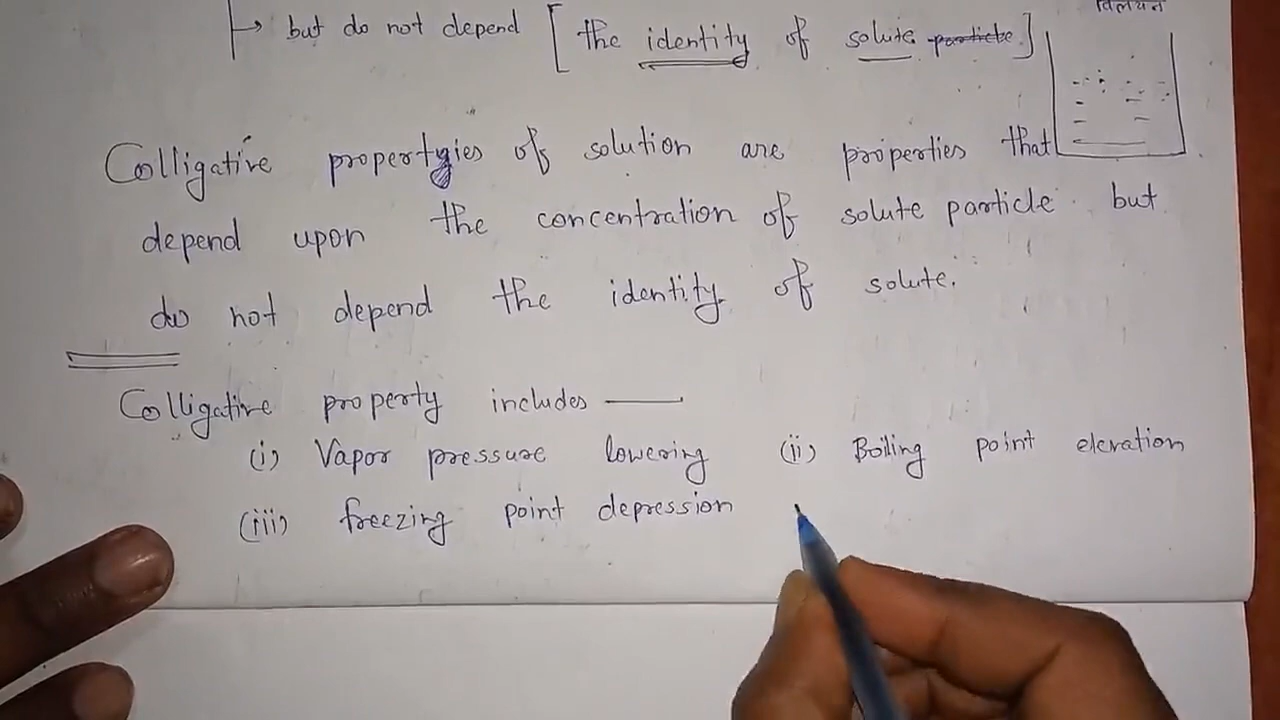 विलयन
but do not depend [the identity of solute particle.]
Colligative propertyies of solution are properties that
depend upon the concentration of solute particle but
do not depend the identity of solute.
Colligative property includes ——
(i) Vapor pressure lowering (ii) Boiling point elevation
(iii) freezing point depression